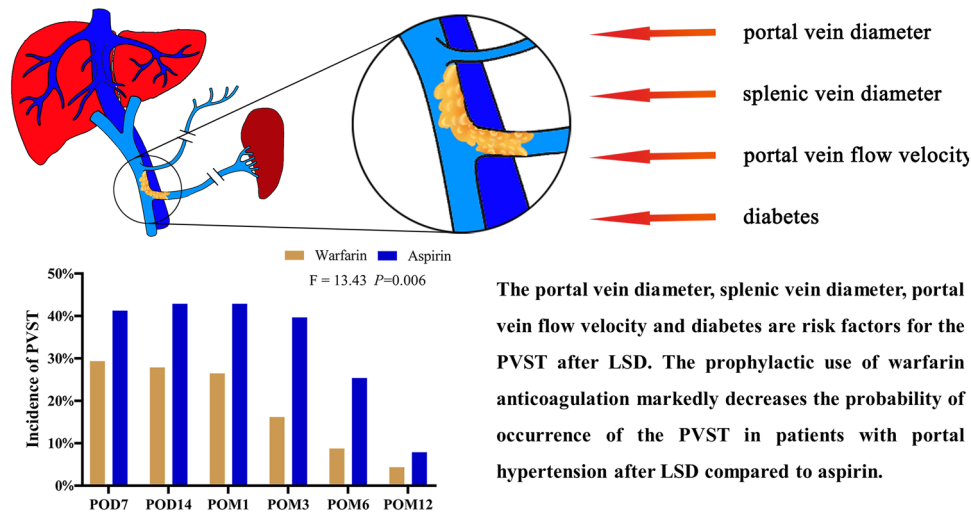 portal vein diameter
splenic vein diameter
portal vein flow velocity
diabetes
Warfarin Aspirin
F = 13.43 P=0.006
Incidence of PVST
50%
40%
30%
20%
10%
0%
POD7 POD14 POM1 POM3 POM6 POM12
The portal vein diameter, splenic vein diameter, portal
vein flow velocity and diabetes are risk factors for the
PVST after LSD. The prophylactic use of warfarin
anticoagulation markedly decreases the probability of
occurrence of the PVST in patients with portal
hypertension after LSD compared to aspirin.